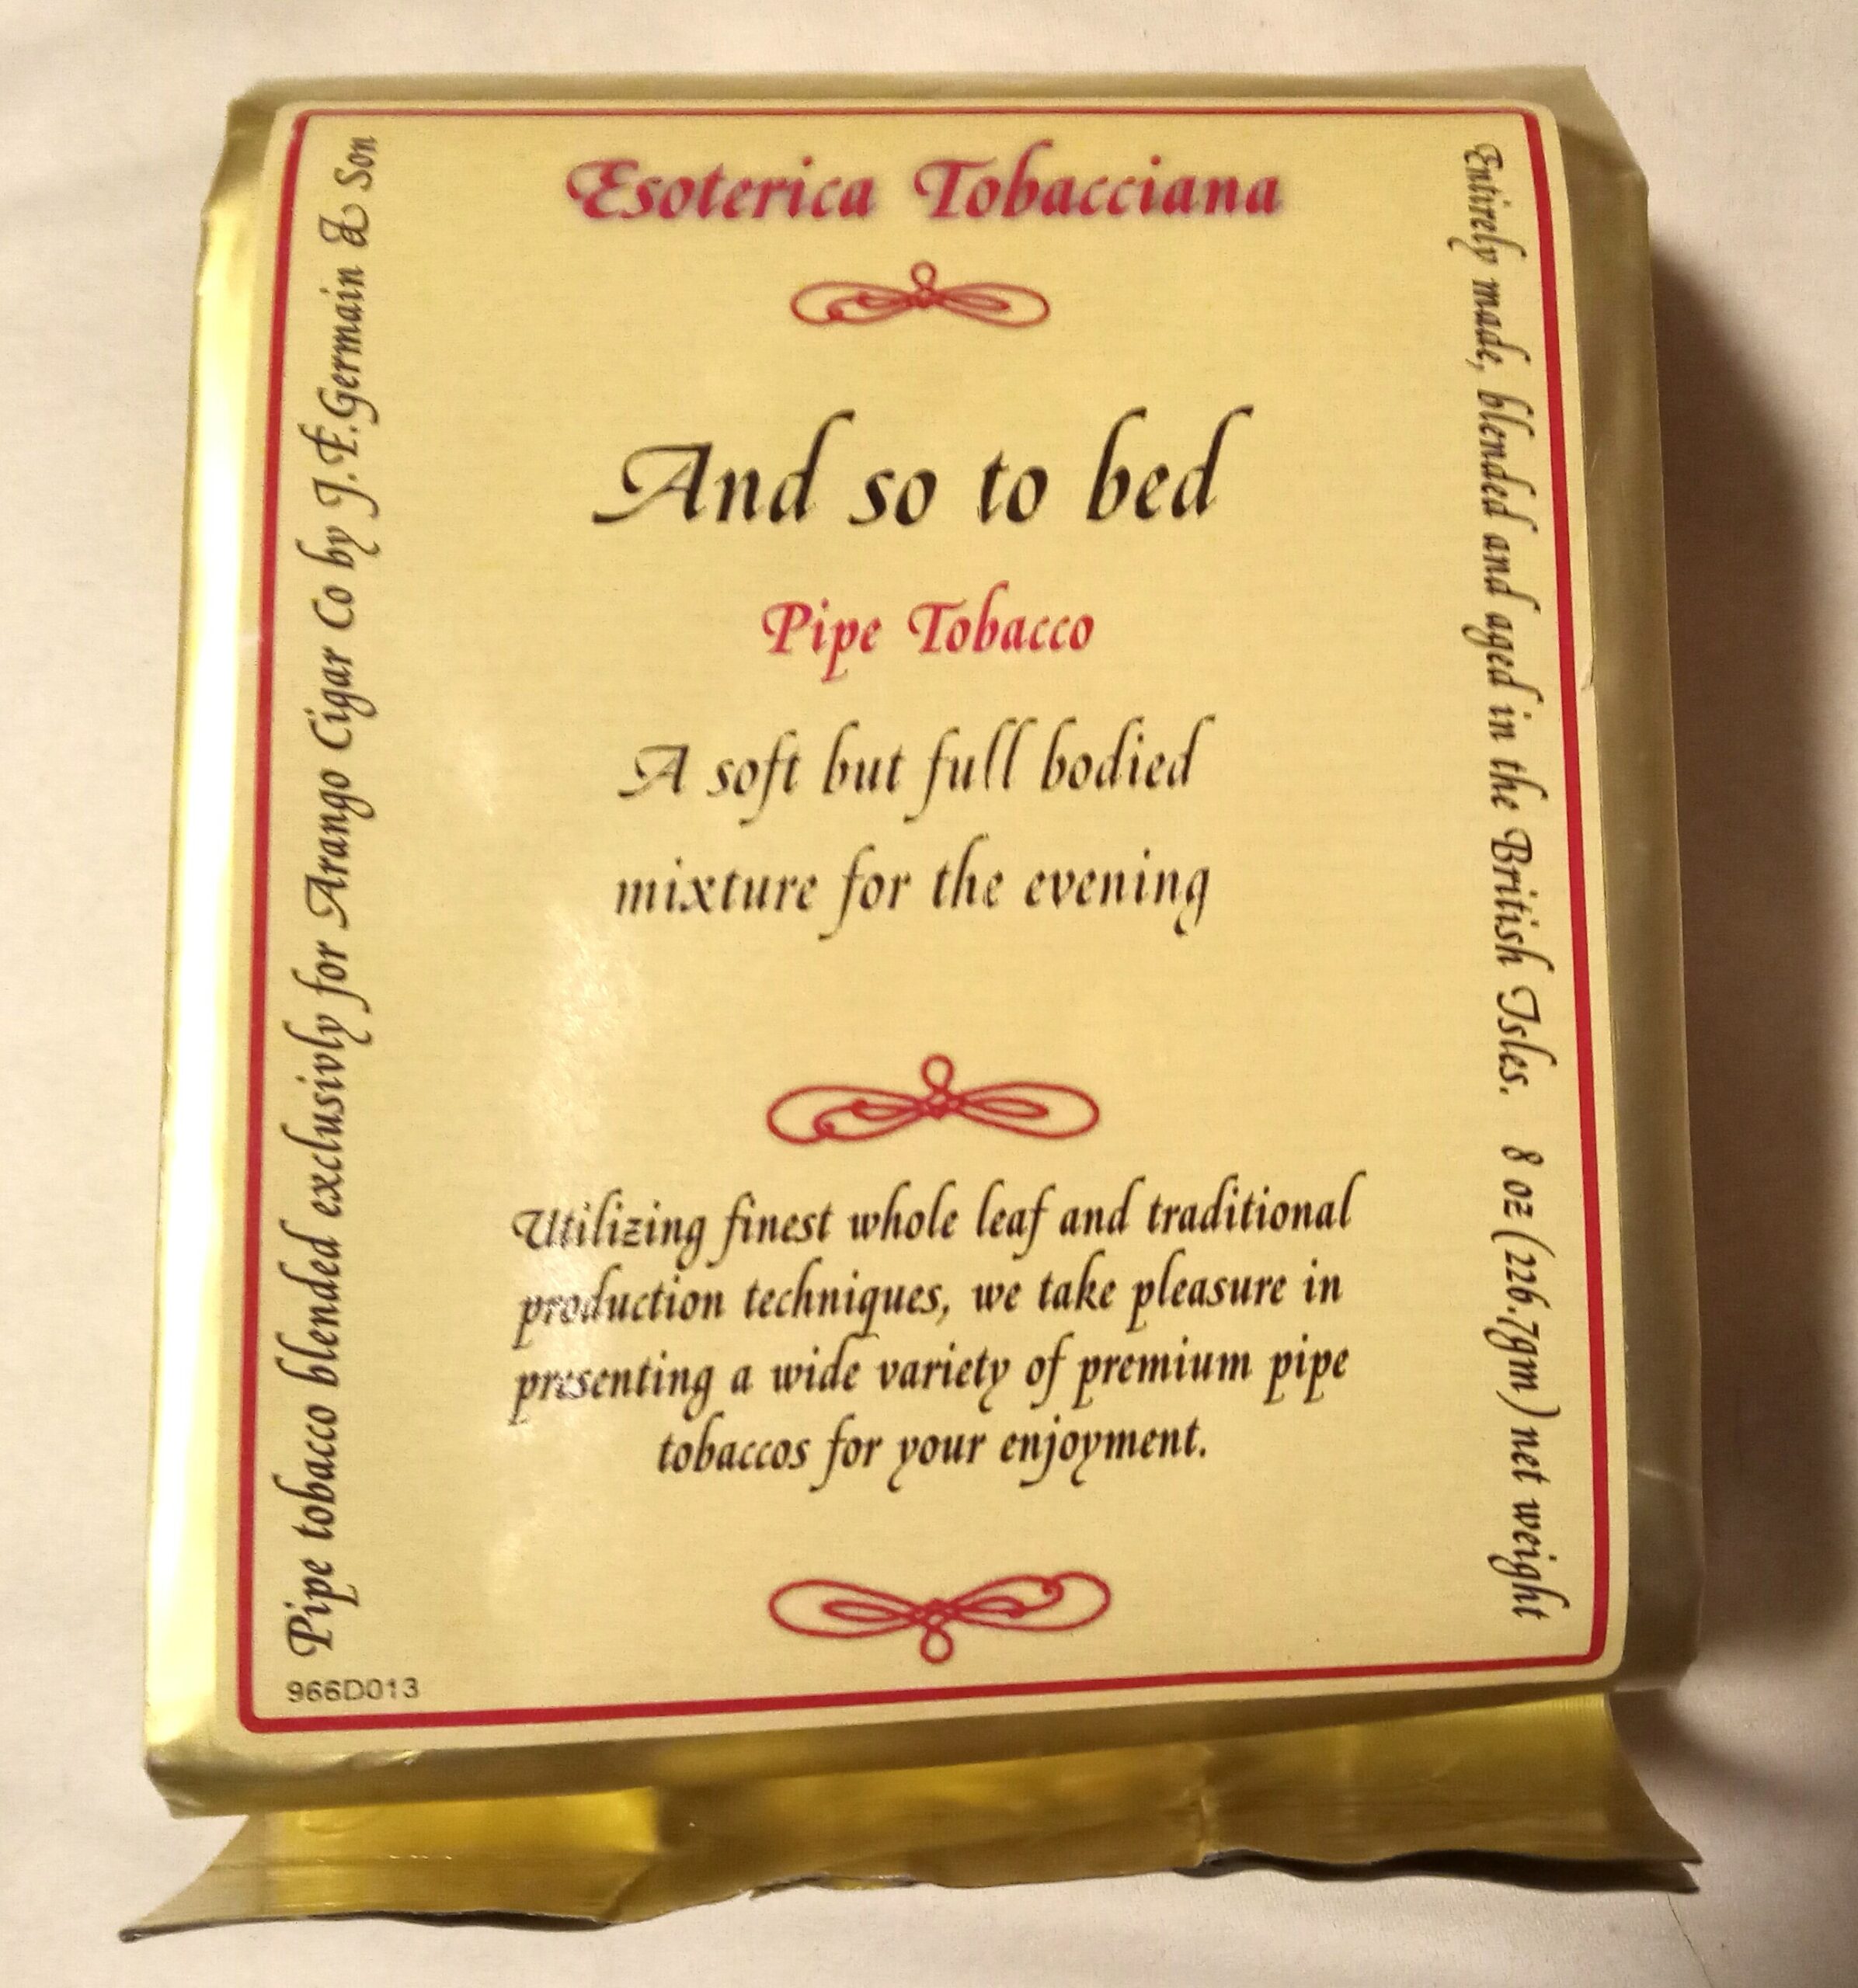 Esoterica Tobacciana
And so to bed
Pipe Tobacco
A soft but full bodied
mixture for the evening
Utilizing finest whole leaf and traditional
production techniques, we take pleasure in
presenting a wide variety of premium pipe
tobaccos for your enjoyment.
Pipe tobacco blended exclusivly for Arango Cigar Co by J.F.Germain & Son
Entirely made, blended and aged in the British Isles. 8 oz (226.79gm) net weight
966D013